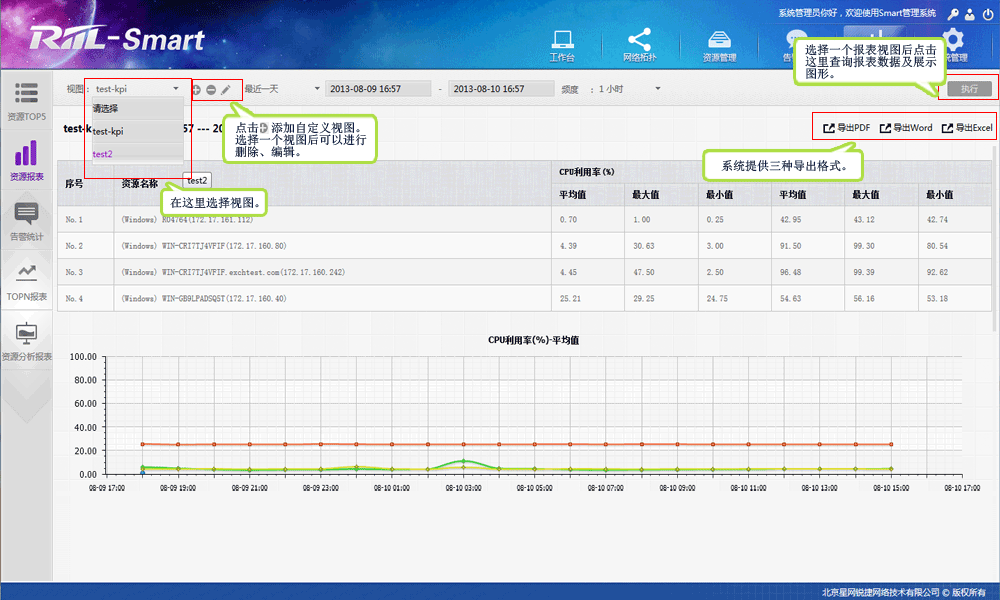 系统管理员你好，欢迎使用Smart管理系统
RIIL-Smart
工作台
网络拓扑
资源管理
选择一个报表视图后点击
这里查询报表数据及展示
图形。
视图：
test-kpi
最近一天
2013-08-09 16:57
-
2013-08-10 16:57
频度 ：
1 小时
执行
资源TOP5
资源报表
告警统计
TOPN报表
资源分析报表
请选择
test-kpi
test2
点击 添加自定义视图。
选择一个视图后可以进行
删除、编辑。
导出PDF 导出Word 导出Excel
系统提供三种导出格式。
test2
在这里选择视图。
序号 资源名称 CPU利用率(%)
平均值 最大值 最小值 平均值 最大值 最小值
No.1 (Windows) RG4764(172.17.161.112) 0.70 1.00 0.25 42.95 43.12 42.74
No.2 (Windows) WIN-CRI7TJ4VFIF(172.17.160.80) 4.39 30.63 3.00 91.50 99.30 80.54
No.3 (Windows) WIN-CRI7TJ4VFIF.exchtest.com(172.17.160.242) 4.45 47.50 2.50 96.48 99.39 92.62
No.4 (Windows) WIN-GB9LPADSQ5T(172.17.160.40) 25.21 29.25 24.75 54.63 56.16 53.18
CPU利用率(%)-平均值
100.00
80.00
60.00
40.00
20.00
0.00
08-09 17:00 08-09 19:00 08-09 21:00 08-09 23:00 08-10 01:00 08-10 03:00 08-10 05:00 08-10 07:00 08-10 09:00 08-10 11:00 08-10 13:00 08-10 15:00 08-10 17:00
北京星网锐捷网络技术有限公司 © 版权所有